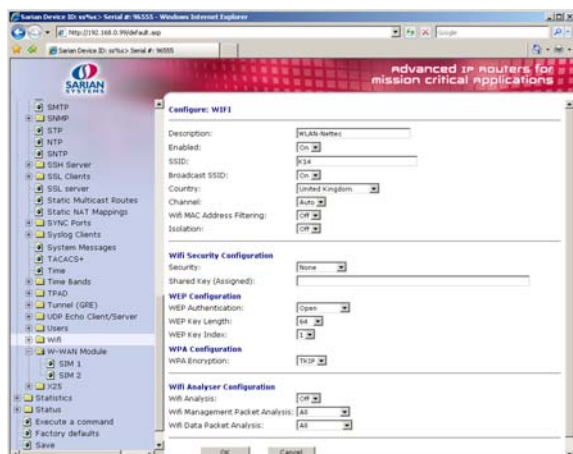 Sarian Device ID: ss%us> Serial #: 96555 - Windows Internet Explorer
http://192.168.0.99/default.asp
Google
Sarian Device ID: ss%us> Serial #: 96555
SARIAN
SYSTEMS
Advanced IP Routers for
mission critical applications
SMTP
SNMP
STP
NTP
SNTP
SSH Server
SSL Clients
SSL server
Static Multicast Routes
Static NAT Mappings
SYNC Ports
Syslog Clients
System Messages
TACACS+
Time
Time Bands
TPAD
Tunnel (GRE)
UDP Echo Client/Server
Users
Wifi
W-WAN Module
SIM 1
SIM 2
X25
Statistics
Status
Execute a command
Factory defaults
Save
Configure: WIFI
Description: WLAN-Nettec
Enabled: On
SSID: K14
Broadcast SSID: On
Country: United Kingdom
Channel: Auto
Wifi MAC Address Filtering: Off
Isolation: Off
Wifi Security Configuration
Security: None
Shared Key (Assigned):
WEP Configuration
WEP Authentication: Open
WEP Key Length: 64
WEP Key Index: 1
WPA Configuration
WPA Encryption: TKIP
Wifi Analyser Configuration
Wifi Analysis: Off
Wifi Management Packet Analysis: All
Wifi Data Packet Analysis: All
OK Cancel